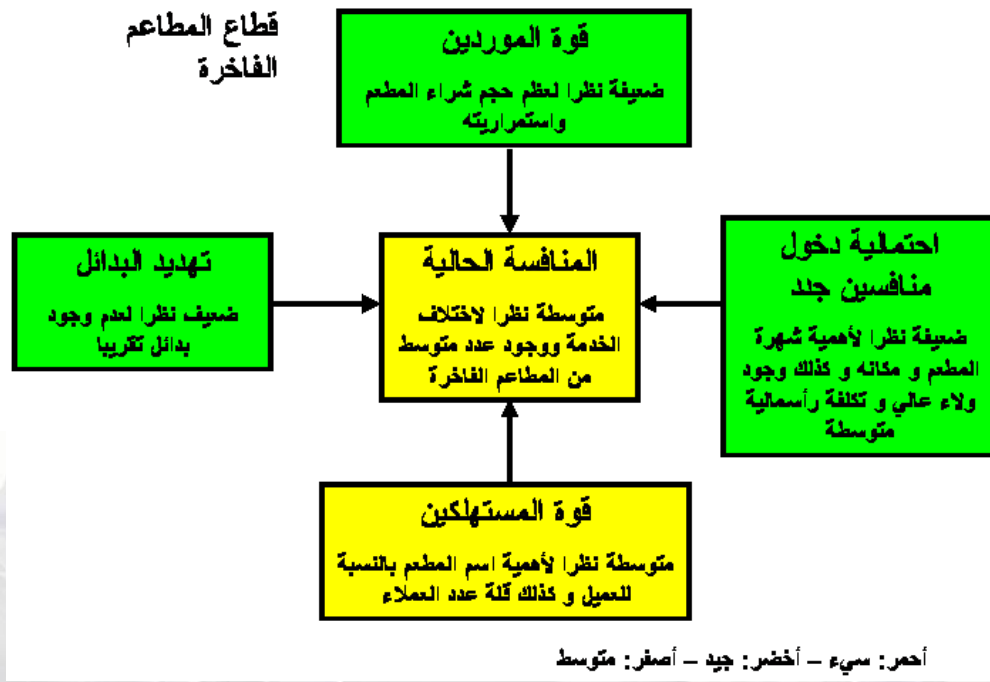 قطاع المطاعم
الفاخرة
قوة الموردين
ضعيفة نظرا لعظم حجم شراء المطعم
واستمراريته
احتمالية دخول
منافسين جدد
ضعيفة نظرا لأهمية شهرة
المطعم و مكانه و كذلك وجود
ولاء عالي و تكلفة رأسمالية
متوسطة
المنافسة الحالية
متوسطة نظرا لاختلاف
الخدمة ووجود عدد متوسط
من المطاعم الفاخرة
تهديد البدائل
ضعيف نظرا لعدم وجود
بدائل تقريبا
قوة المستهلكين
متوسطة نظرا لأهمية اسم المطعم بالنسبة
للعميل و كذلك قلة عدد العملاء
أحمر: سيء – أخضر: جيد – أصفر: متوسط